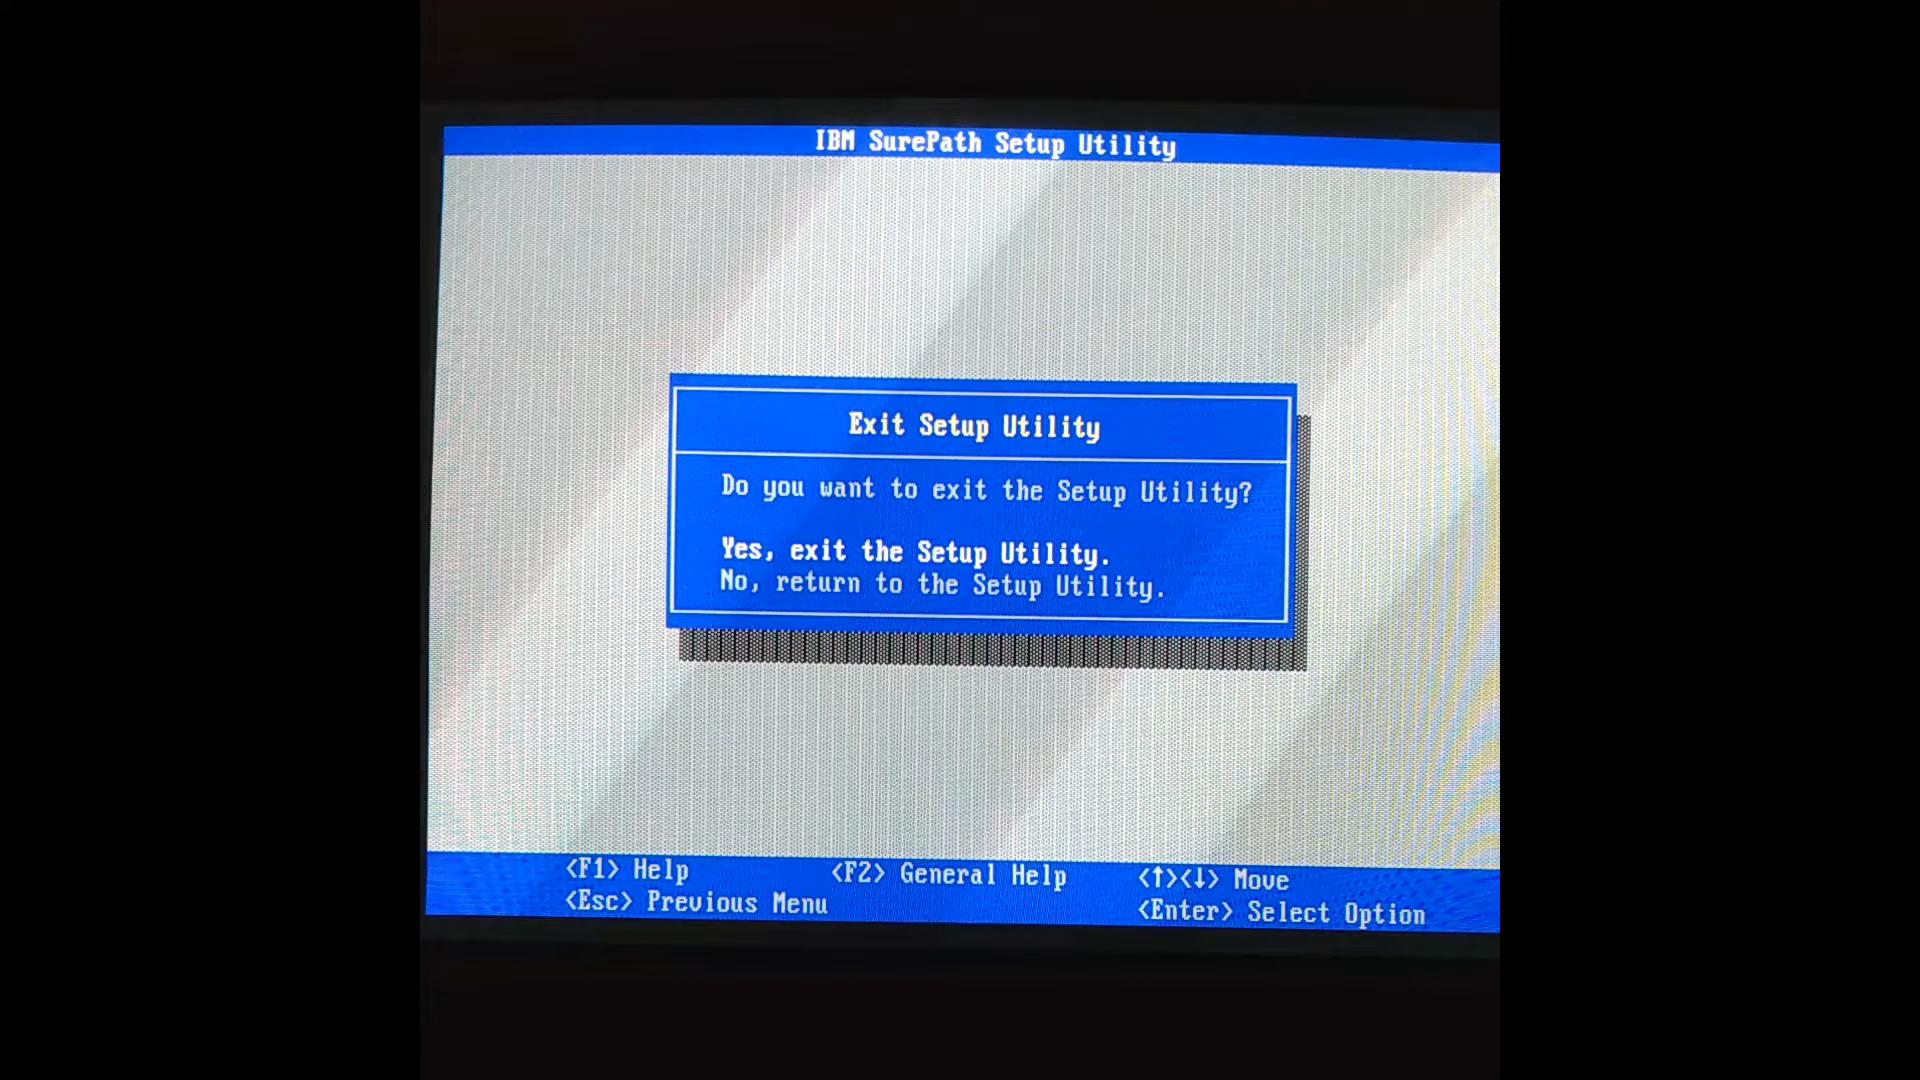 IBM SurePath Setup Utility
Exit Setup Utility
Do you want to exit the Setup Utility?
Yes, exit the Setup Utility.
No, return to the Setup Utility.
<F1> Help <F2> General Help <↑><↓> Move
<Esc> Previous Menu <Enter> Select Option